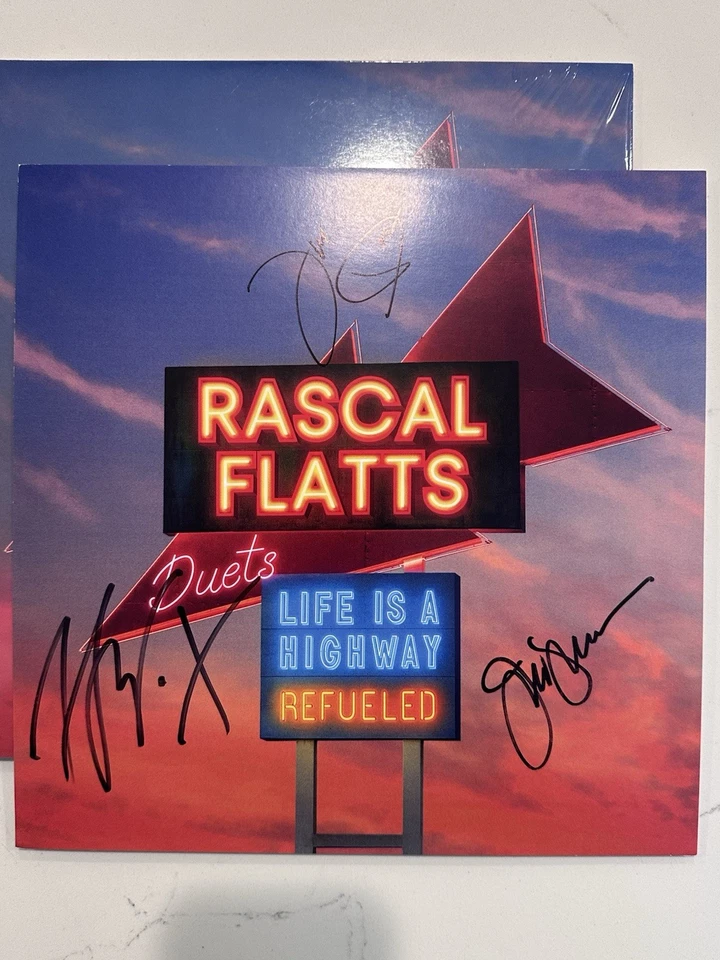 RASCAL
FLATTS
Duets
LIFE IS A
HIGHWAY
REFUELED